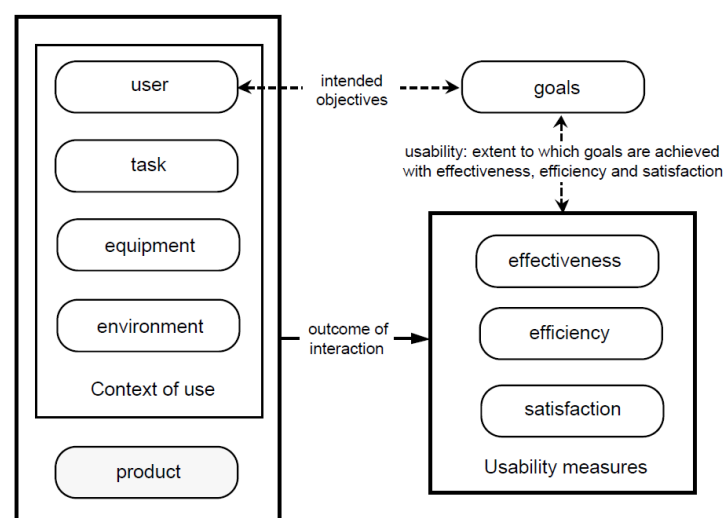 user
intended
objectives
goals
task
usability: extent to which goals are achieved
with effectiveness, efficiency and satisfaction
equipment
effectiveness
environment
outcome of
interaction
efficiency
Context of use
satisfaction
product
Usability measures